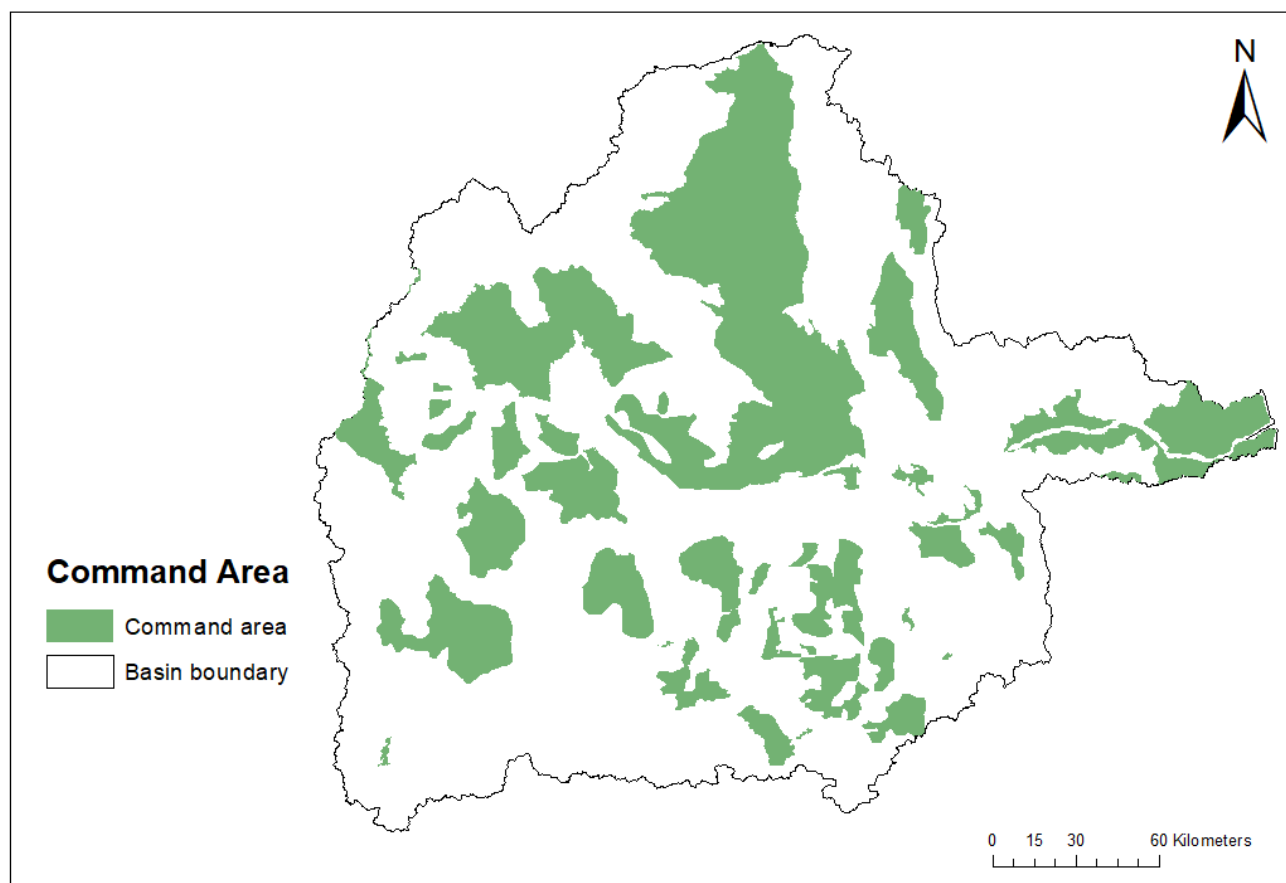 N
Command Area
Command area
Basin boundary
0 15 30 60 Kilometers